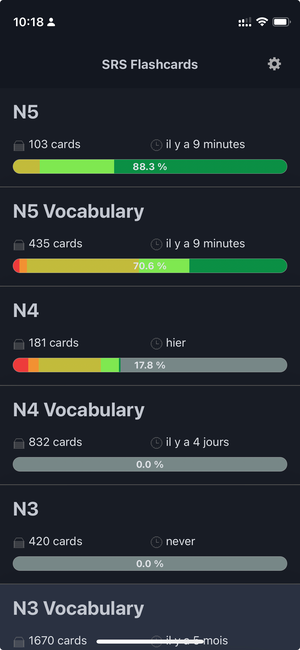 10:18
SRS Flashcards
N5
103 cards il y a 9 minutes
88.3 %
N5 Vocabulary
435 cards il y a 9 minutes
70.6 %
N4
181 cards hier
17.8 %
N4 Vocabulary
832 cards il y a 4 jours
0.0 %
N3
420 cards never
0.0 %
N3 Vocabulary
1670 cards il y a 5 mois